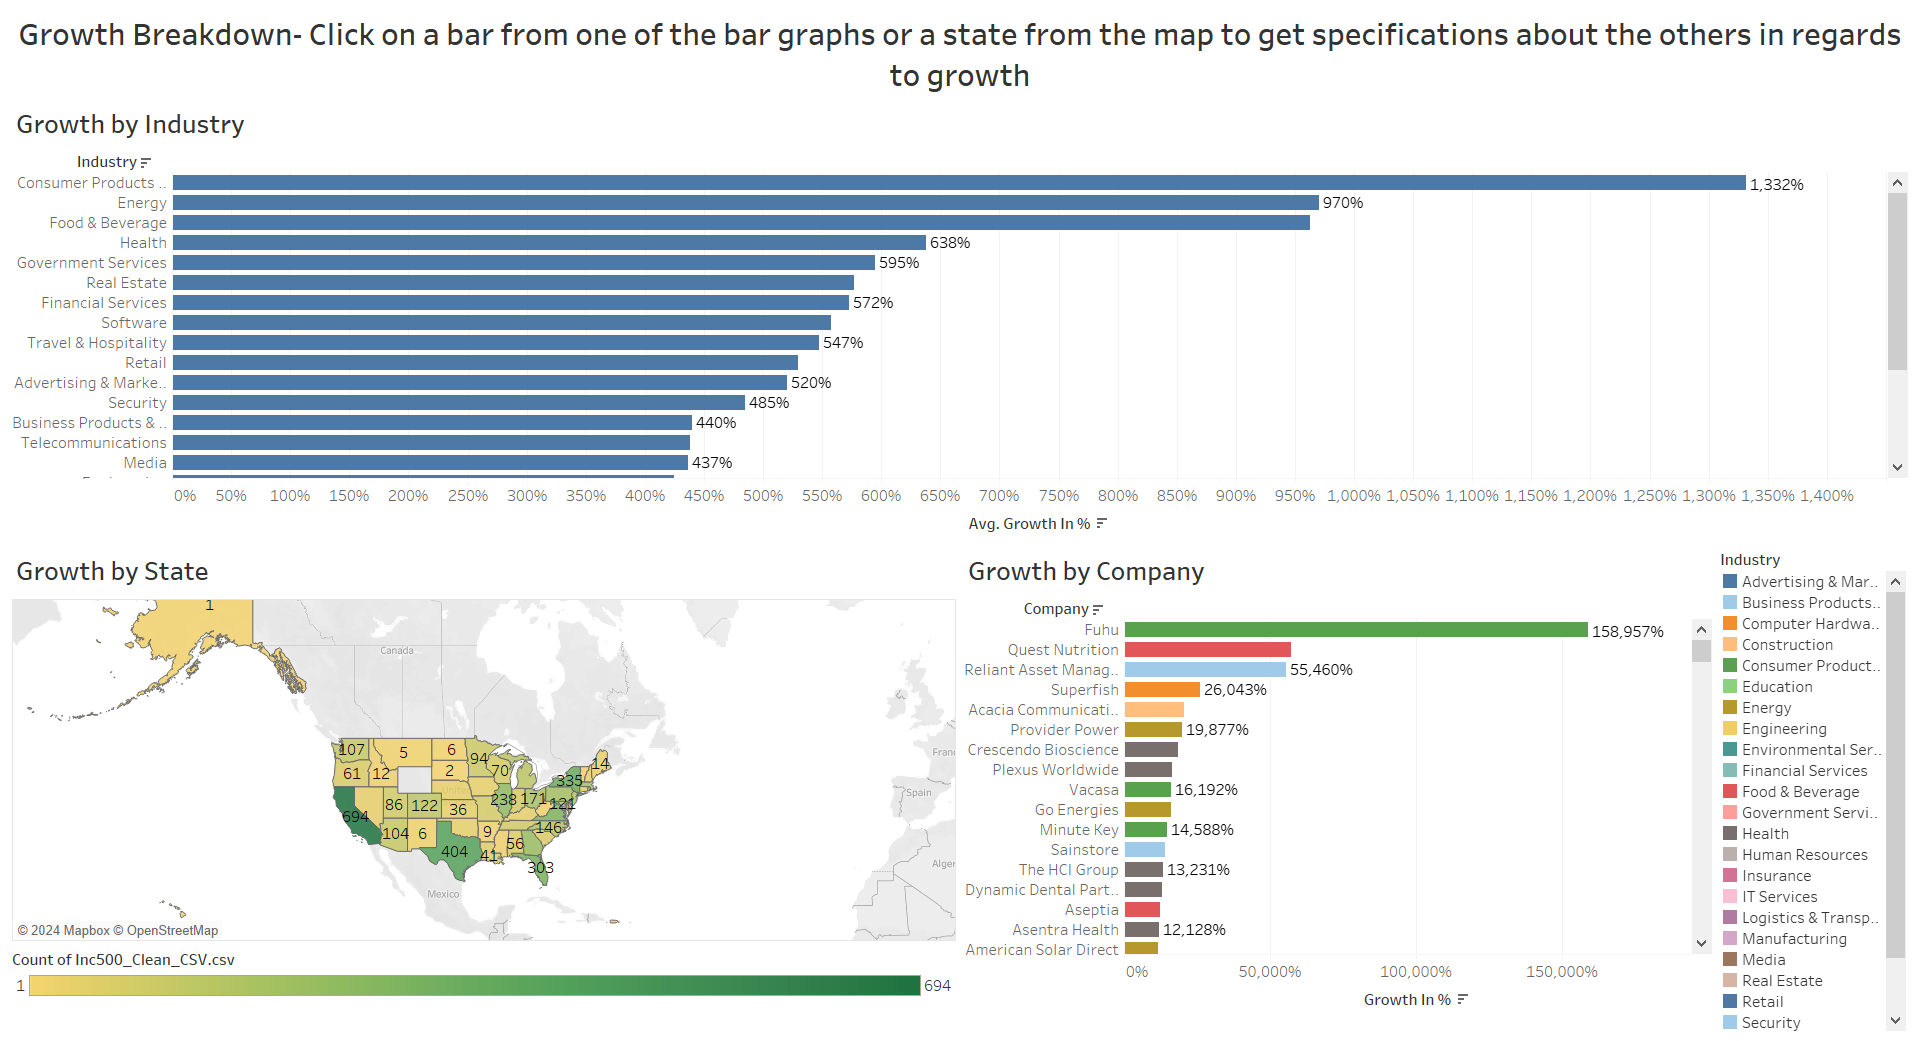 Growth Breakdown- Click on a bar from one of the bar graphs or a state from the map to get specifications about the others in regards
to growth
Growth by Industry
Industry
Consumer Products .. 1,332%
Energy 970%
Food & Beverage
Health 638%
Government Services 595%
Real Estate
Financial Services 572%
Software
Travel & Hospitality 547%
Retail
Advertising & Marke.. 520%
Security 485%
Business Products & .. 440%
Telecommunications
Media 437%
0% 50% 100% 150% 200% 250% 300% 350% 400% 450% 500% 550% 600% 650% 700% 750% 800% 850% 900% 950% 1,000% 1,050% 1,100% 1,150% 1,200% 1,250% 1,300% 1,350% 1,400%
Avg. Growth In %
Growth by State
1
Canada
107 5 6 94 14
61 12 2 70 335
86 122 36 238 171 121
694 104 6 9 56 146
404 41 303
Mexico
Spain
Franc
Alger
© 2024 Mapbox © OpenStreetMap
Count of Inc500_Clean_CSV.csv
1 694
Growth by Company
Company
Fuhu 158,957%
Quest Nutrition
Reliant Asset Manag.. 55,460%
Superfish 26,043%
Acacia Communicati..
Provider Power 19,877%
Crescendo Bioscience
Plexus Worldwide
Vacasa 16,192%
Go Energies
Minute Key 14,588%
Sainstore
The HCI Group 13,231%
Dynamic Dental Part..
Aseptia
Asentra Health 12,128%
American Solar Direct
0% 50,000% 100,000% 150,000%
Growth In %
Industry
Advertising & Mar..
Business Products..
Computer Hardwa..
Construction
Consumer Product..
Education
Energy
Engineering
Environmental Ser..
Financial Services
Food & Beverage
Government Servi..
Health
Human Resources
Insurance
IT Services
Logistics & Transp..
Manufacturing
Media
Real Estate
Retail
Security